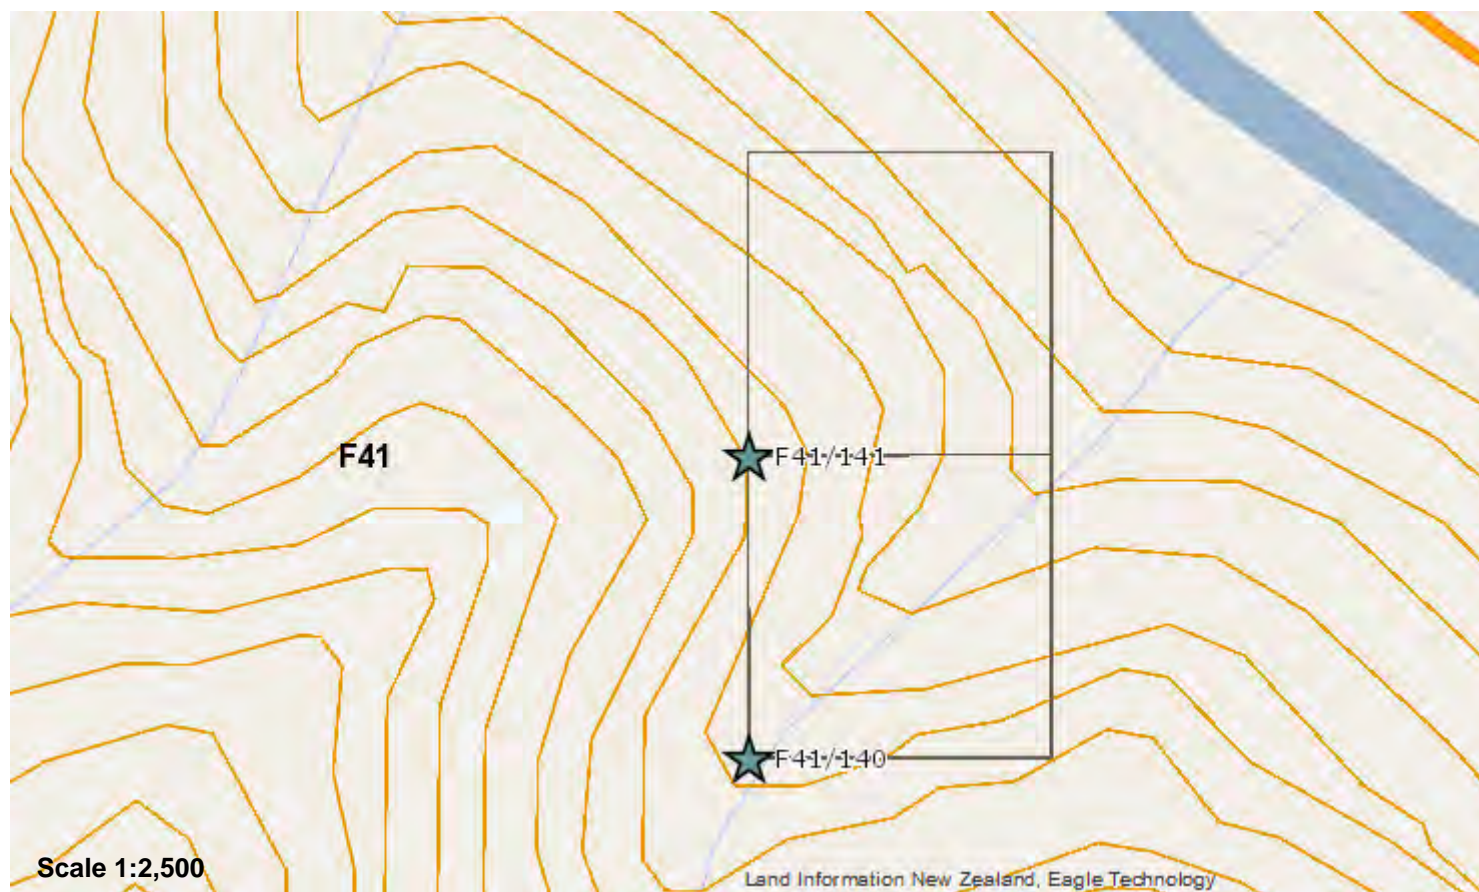 F41
F41/141
F41/140
Scale 1:2,500
Land Information New Zealand, Eagle Technology